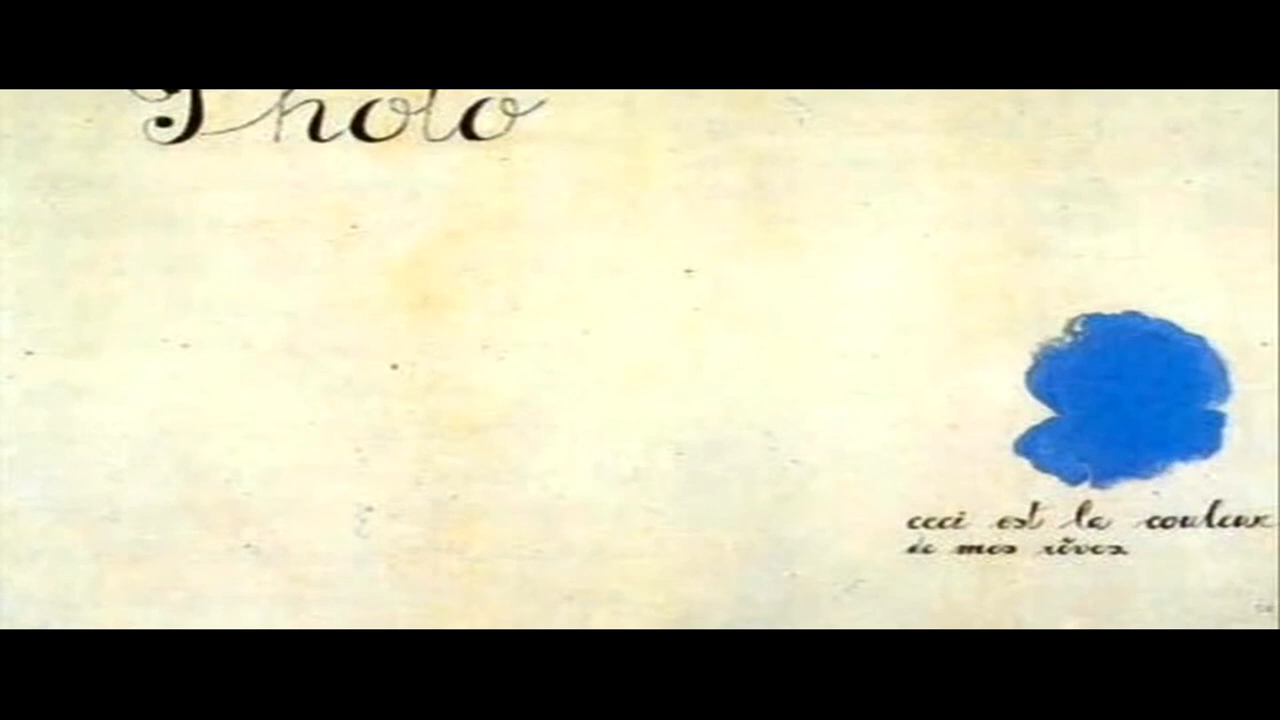 Photo
ceci est la couleur
de mes rêves.